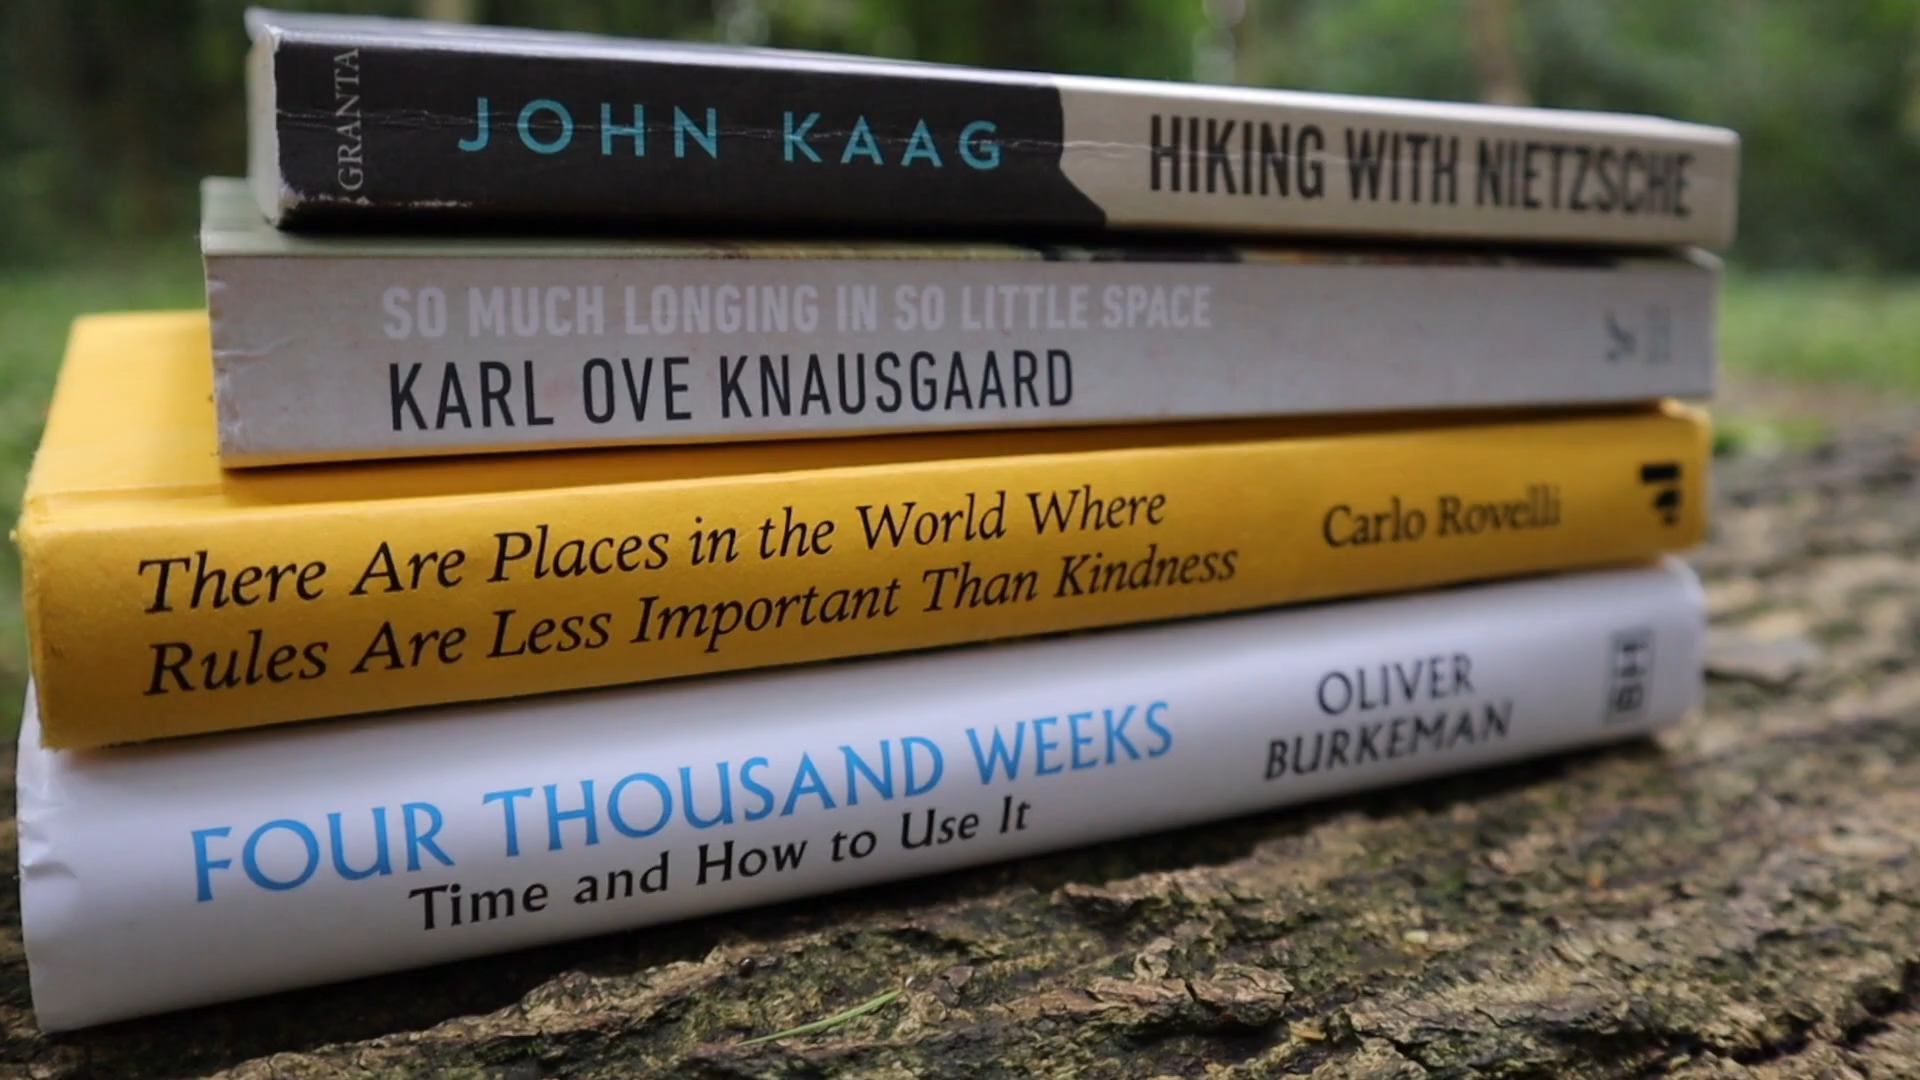 GRANTA
JOHN KAAG
HIKING WITH NIETZSCHE
SO MUCH LONGING IN SO LITTLE SPACE
KARL OVE KNAUSGAARD
There Are Places in the World Where
Rules Are Less Important Than Kindness
Carlo Rovelli
FOUR THOUSAND WEEKS
Time and How to Use It
OLIVER
BURKEMAN
BH